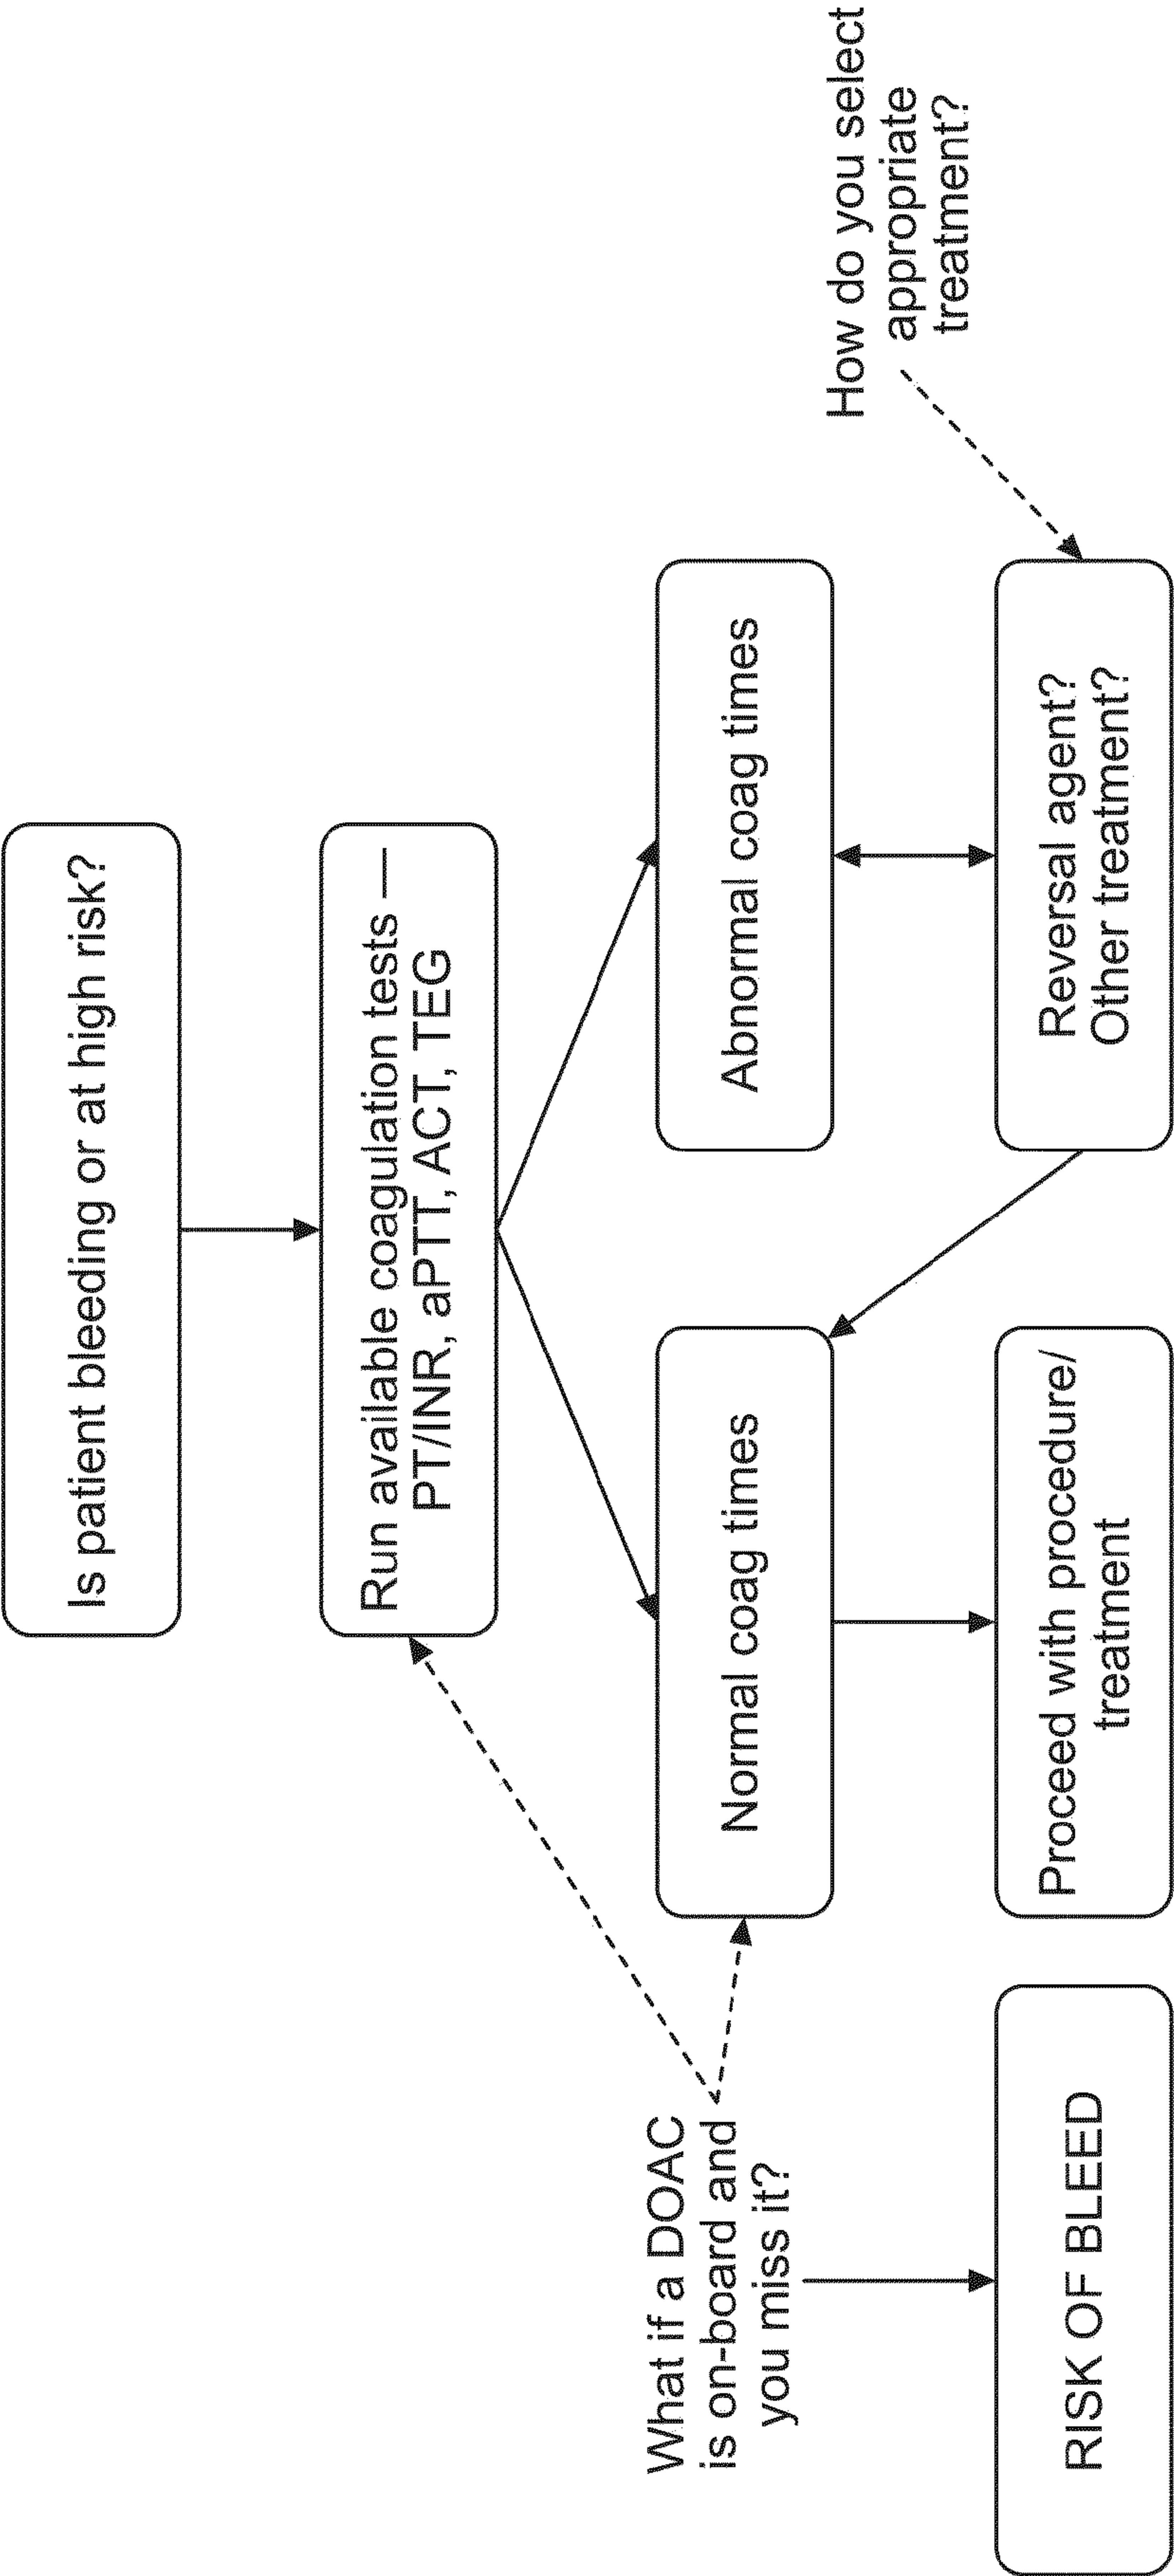 Is patient bleeding or at high risk?
Run available coagulation tests —
PT/INR, aPTT, ACT, TEG
What if a DOAC
is on-board and
you miss it?
Normal coag times
Abnormal coag times
How do you select
appropriate
treatment?
RISK OF BLEED
Proceed with procedure/
treatment
Reversal agent?
Other treatment?